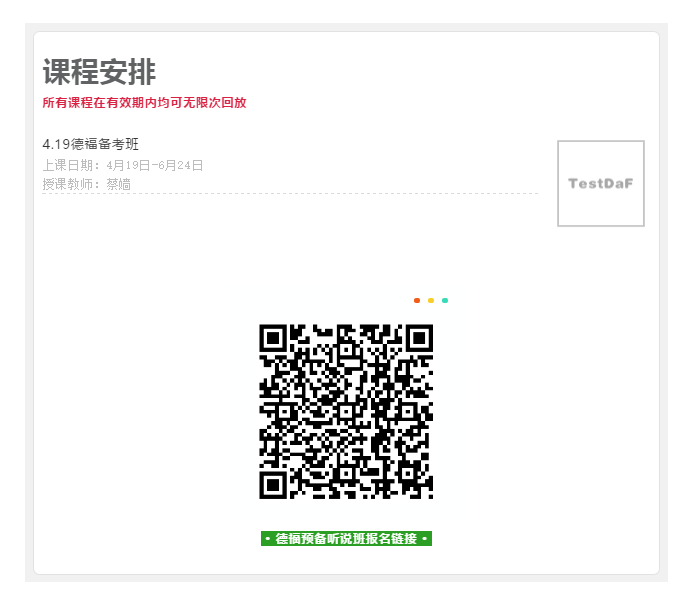 课程安排
所有课程在有效期内均可无限次回放
4.19德福备考班
上课日期：4月19日-6月24日
授课教师：蔡嫱
TestDaF
· 德福预备听说班报名链接 ·